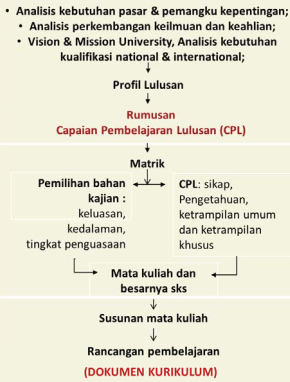 • Analisis kebutuhan pasar & pemangku kepentingan;
• Analisis perkembangan keilmuan dan keahlian;
• Vision & Mission University, Analisis kebutuhan
kualifikasi national & international;
Profil Lulusan
Rumusan
Capaian Pembelajaran Lulusan (CPL)
Matrik
Pemilihan bahan
kajian :
keluasan,
kedalaman,
tingkat penguasaan
CPL: sikap,
Pengetahuan,
ketrampilan umum
dan ketrampilan
khusus
Mata kuliah dan
besarnya sks
Susunan mata kuliah
Rancangan pembelajaran
(DOKUMEN KURIKULUM)